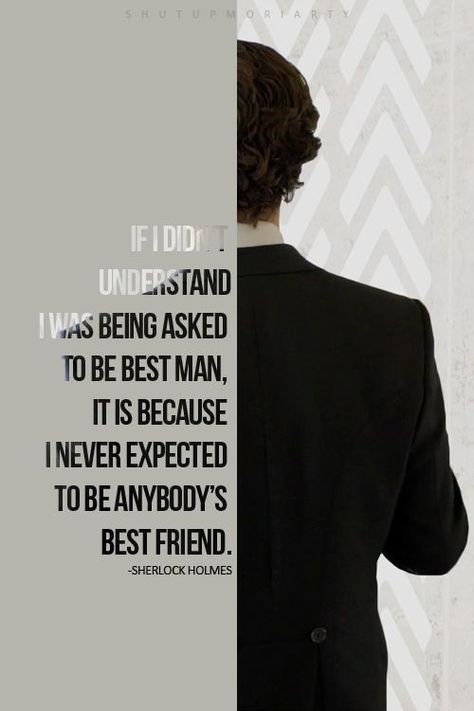 SHUTUPMORIARTY
IF I DIDN'T
UNDERSTAND
I WAS BEING ASKED
TO BE BEST MAN,
IT IS BECAUSE
I NEVER EXPECTED
TO BE ANYBODY'S
BEST FRIEND.
-SHERLOCK HOLMES